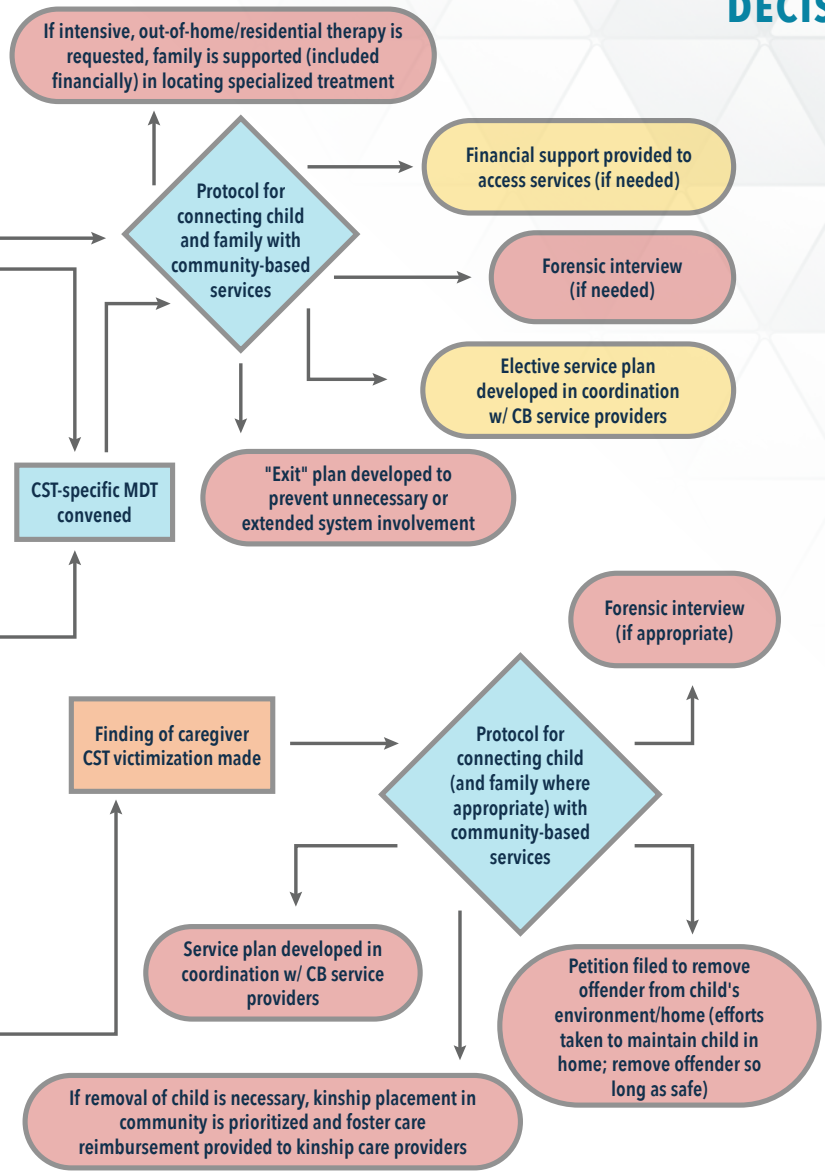 DECIS
If intensive, out-of-home/residential therapy is
requested, family is supported (included
financially) in locating specialized treatment
Protocol for
connecting child
and family with
community-based
services
Financial support provided to
access services (if needed)
Forensic interview
(if needed)
Elective service plan
developed in coordination
w/ CB service providers
CST-specific MDT
convened
"Exit" plan developed to
prevent unnecessary or
extended system involvement
Forensic interview
(if appropriate)
Finding of caregiver
CST victimization made
Protocol for
connecting child
(and family where
appropriate) with
community-based
services
Service plan developed in
coordination w/ CB service
providers
Petition filed to remove
offender from child's
environment/home (efforts
taken to maintain child in
home; remove offender so
long as safe)
If removal of child is necessary, kinship placement in
community is prioritized and foster care
reimbursement provided to kinship care providers